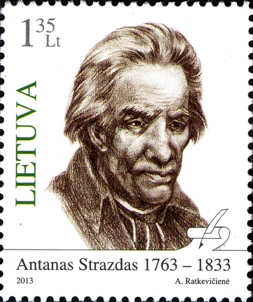 1.35 Lt
LIETUVA
Antanas Strazdas 1763 – 1833
2013
A. Ratkevičienė